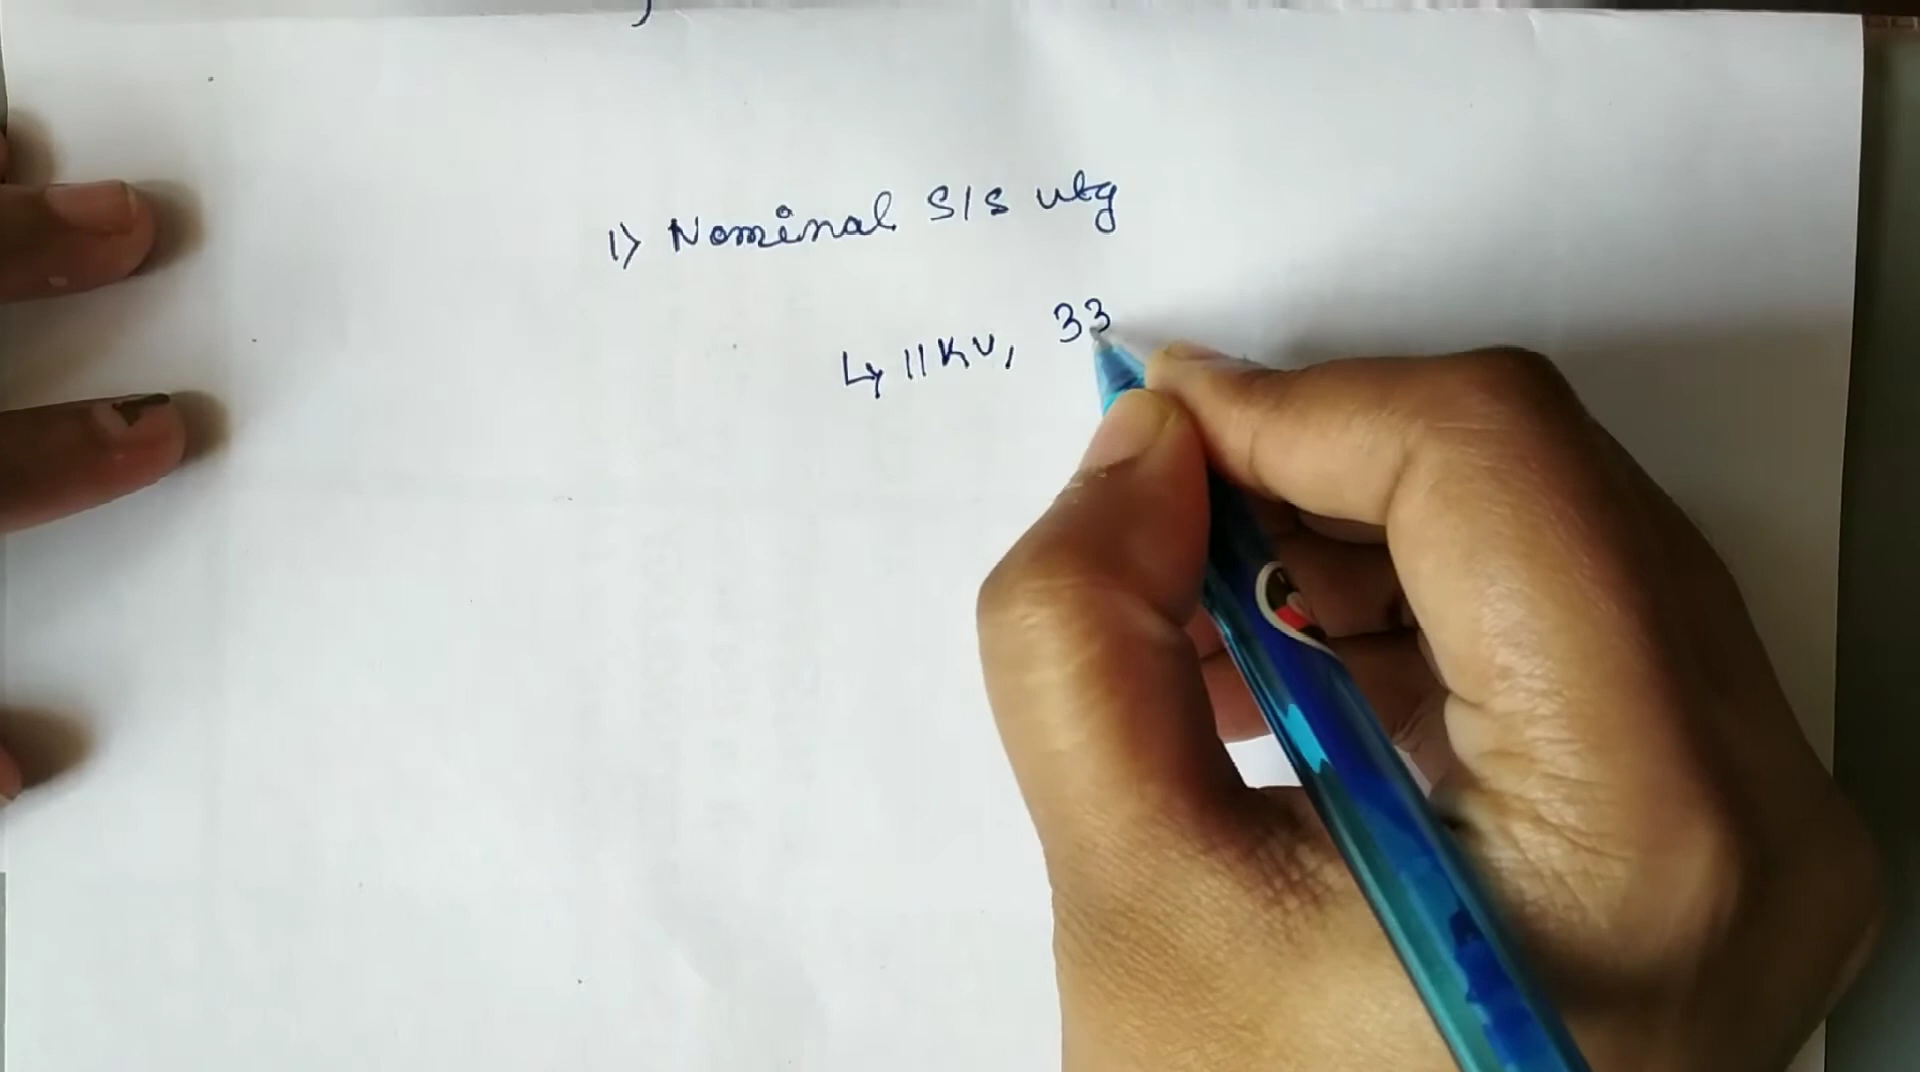 1) Nominal S/S vtg
↳ 11KV, 33